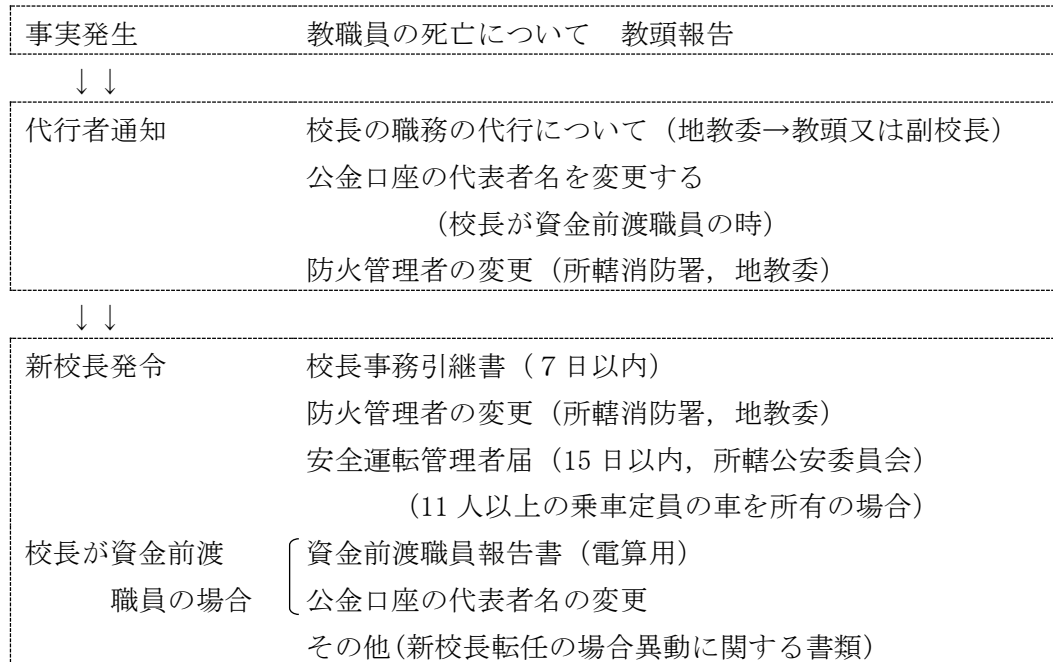 事実発生　教職員の死亡について　教頭報告
↓↓
代行者通知　校長の職務の代行について（地教委→教頭又は副校長）
公金口座の代表者名を変更する
（校長が資金前渡職員の時）
防火管理者の変更（所轄消防署，地教委）
↓↓
新校長発令　校長事務引継書（７日以内）
防火管理者の変更（所轄消防署，地教委）
安全運転管理者届（15 日以内，所轄公安委員会）
（11 人以上の乗車定員の車を所有の場合）
校長が資金前渡　資金前渡職員報告書（電算用）
職員の場合　公金口座の代表者名の変更
その他(新校長転任の場合異動に関する書類)